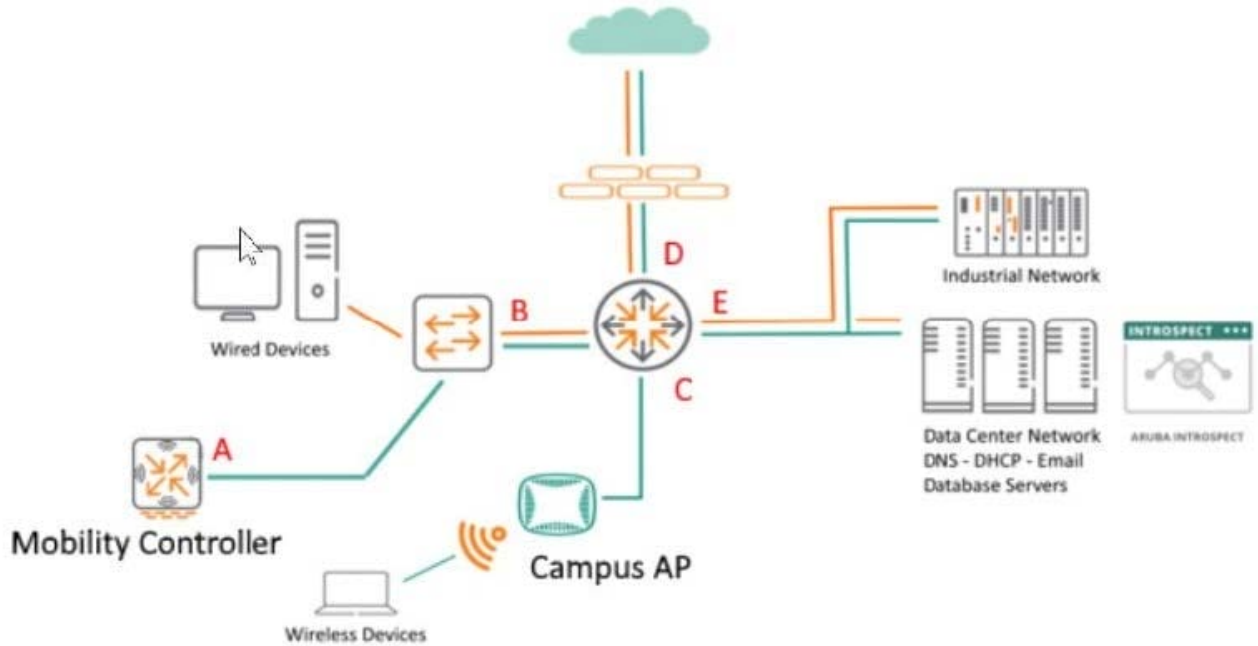 D
Industrial Network
B
E
Wired Devices
C
INTROSPECT ***
A
Data Center Network
DNS - DHCP - Email
Database Servers
ARUBA INTROSPECT
Mobility Controller
Campus AP
Wireless Devices